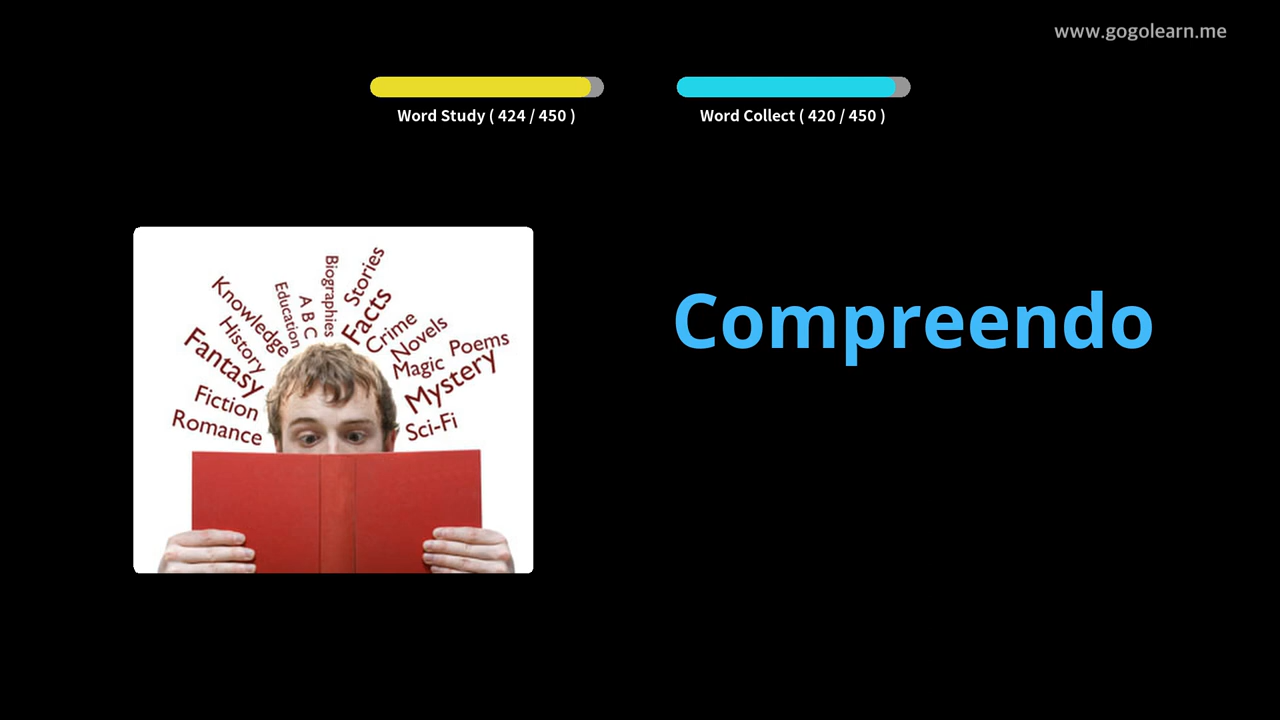 www.gogolearn.me
Word Study ( 424 / 450 )
Word Collect ( 420 / 450 )
Compreendo
Knowledge
Education
A B C
Biographies
Stories
Facts
Crime
Novels
Poems
Magic
Mystery
Sci-Fi
History
Fantasy
Fiction
Romance